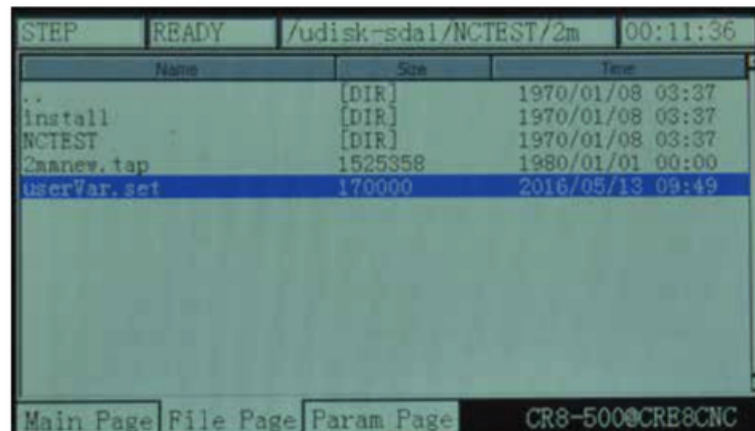 STEP READY /udisk-sda1/NCTEST/2m 00:11:36
Name Size Time
.. [DIR] 1970/01/08 03:37
install [DIR] 1970/01/08 03:37
NCTEST [DIR] 1970/01/08 03:37
2mmnew.tap 1525358 1980/01/01 00:00
userVar.set 170000 2016/05/13 09:49
Main Page File Page Param Page CR8-500@CRE8CNC